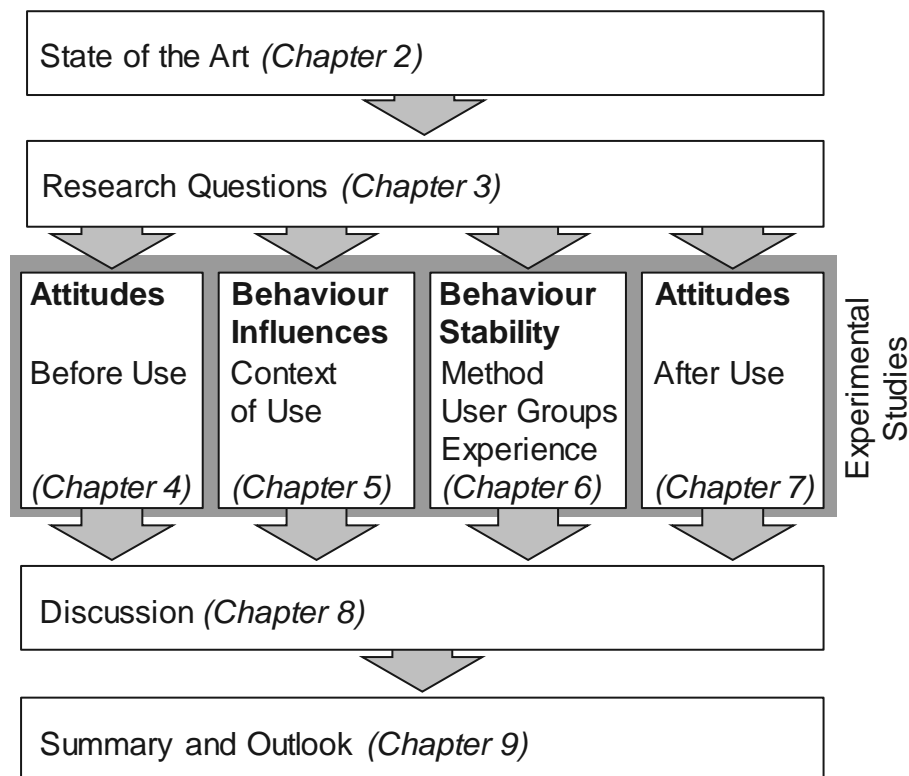 State of the Art (Chapter 2)
Research Questions (Chapter 3)
Attitudes
Before Use
(Chapter 4)
Behaviour
Influences
Context
of Use
(Chapter 5)
Behaviour
Stability
Method
User Groups
Experience
(Chapter 6)
Attitudes
After Use
(Chapter 7)
Experimental
Studies
Discussion (Chapter 8)
Summary and Outlook (Chapter 9)